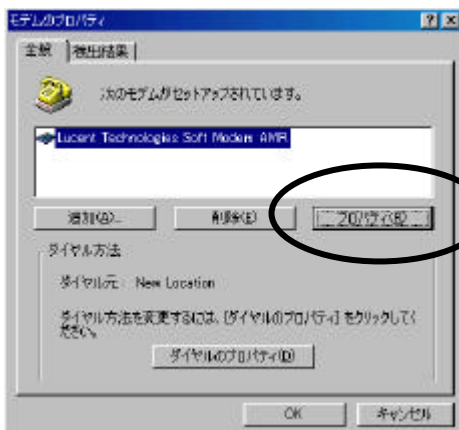 モデムのプロパティ
全般
検出結果
次のモデムがセットアップされています。
Lucent Technologies Soft Modem AMR
追加(A)...
削除(E)
プロパティ(R)
ダイヤル方法
ダイヤル元: New Location
ダイヤル方法を変更するには、[ダイヤルのプロパティ] をクリックして
ください。
ダイヤルのプロパティ(D)
OK
キャンセル